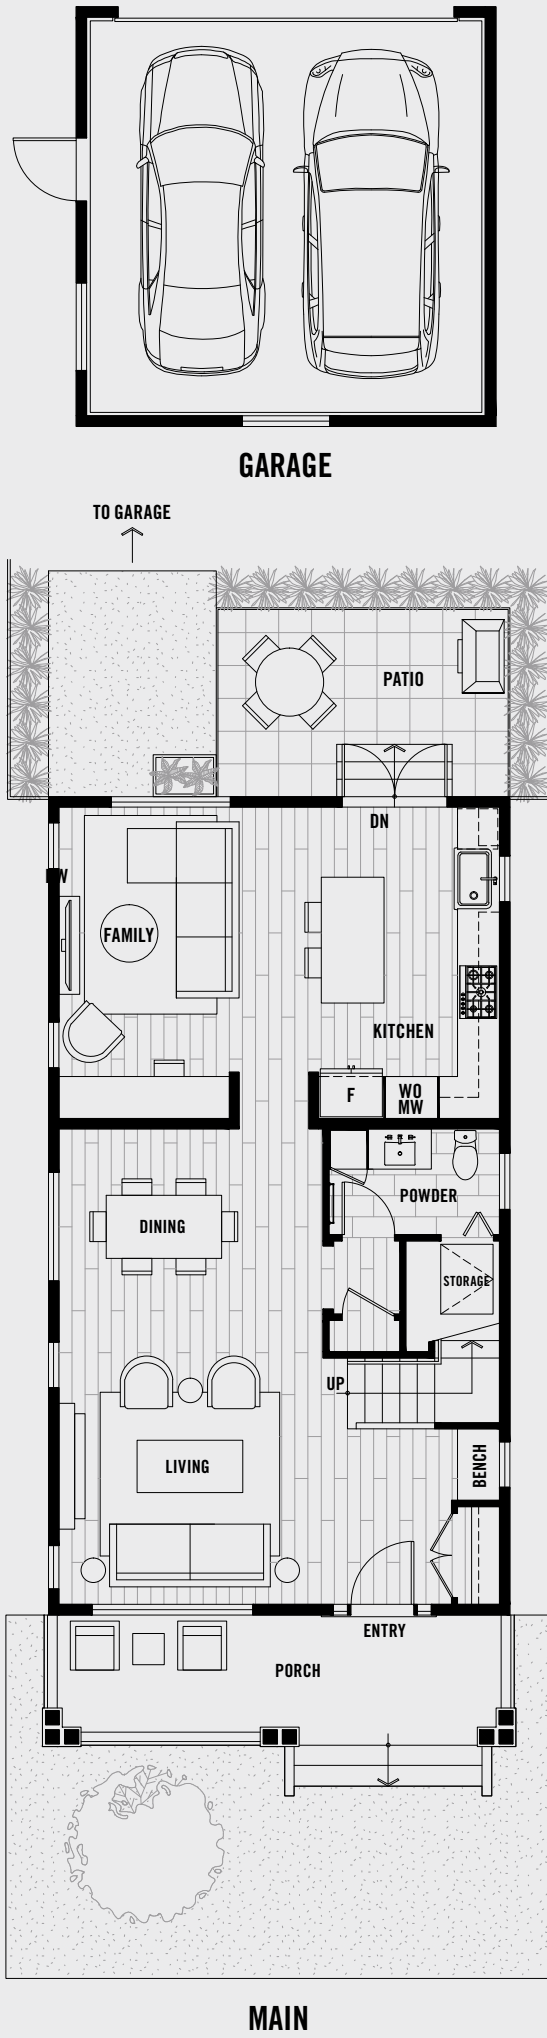 GARAGE
TO GARAGE
PATIO
DN
FAMILY
KITCHEN
F
WO
MW
POWDER
DINING
STORAGE
UP
LIVING
BENCH
ENTRY
PORCH
MAIN